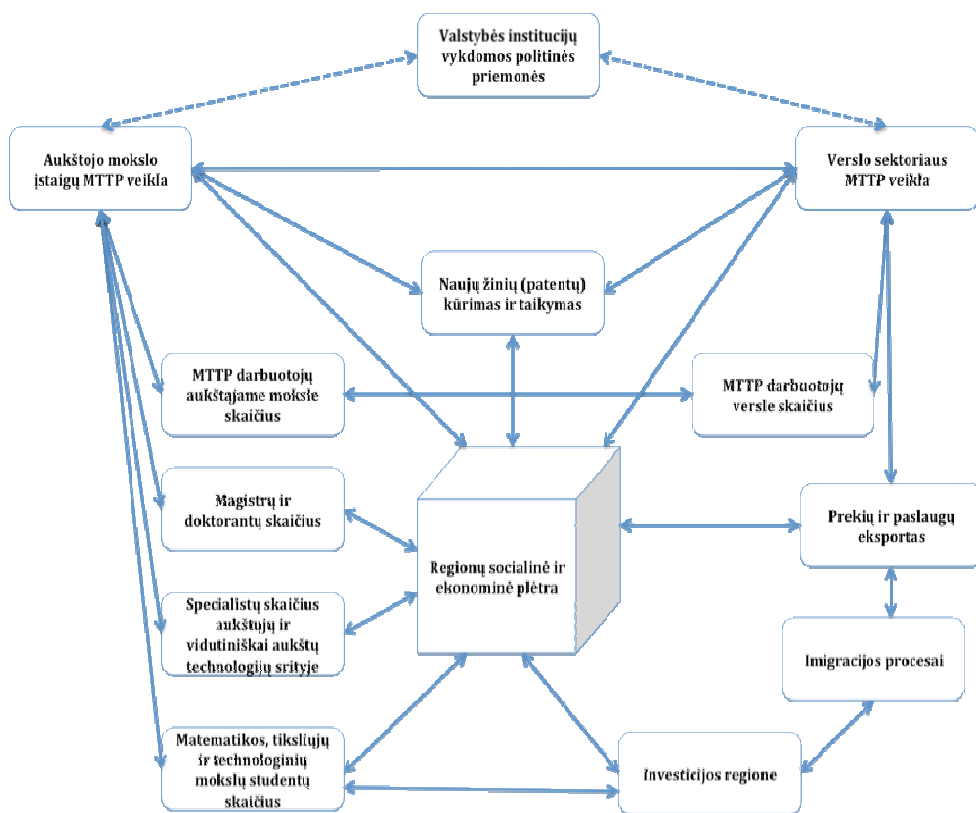 Valstybės institucijų
vykdomos politinės
priemonės
Aukštojo mokslo
įstaigų MTTP veikla
Verslo sektoriaus
MTTP veikla
Naujų žinių (patentų)
kūrimas ir taikymas
MTTP darbuotojų
aukštajame moksle
skaičius
MTTP darbuotojų
versle skaičius
Magistrų ir
doktorantų skaičius
Prekių ir paslaugų
eksportas
Regionų socialinė ir
ekonominė plėtra
Specialistų skaičius
aukštųjų ir
vidutiniškai aukštų
technologijų srityje
Imigracijos procesai
Matematikos, tiksliųjų
ir technologinių
mokslų studentų
skaičius
Investicijos regione